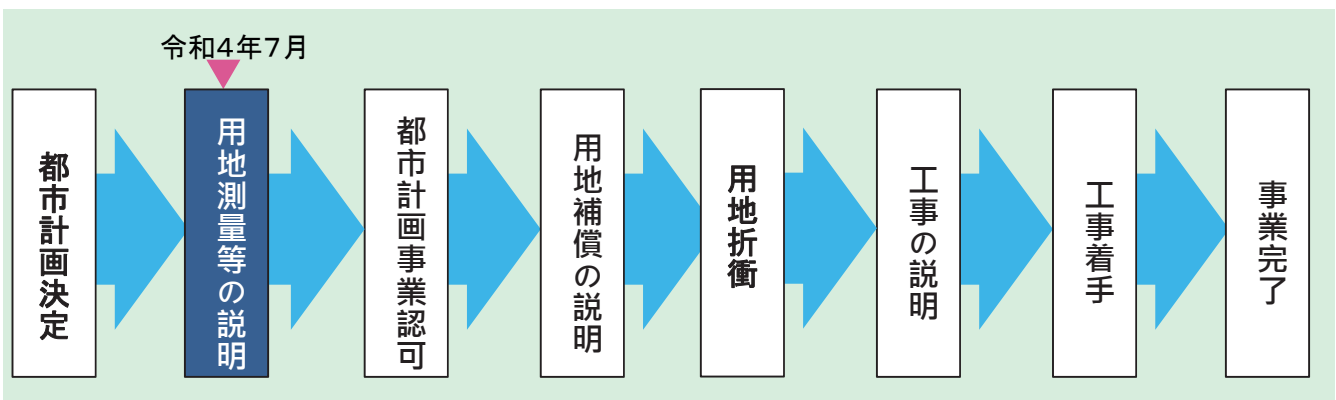 令和4年7月
都市計画決定
用地測量等の説明
都市計画事業認可
用地補償の説明
用地折衝
工事の説明
工事着手
事業完了